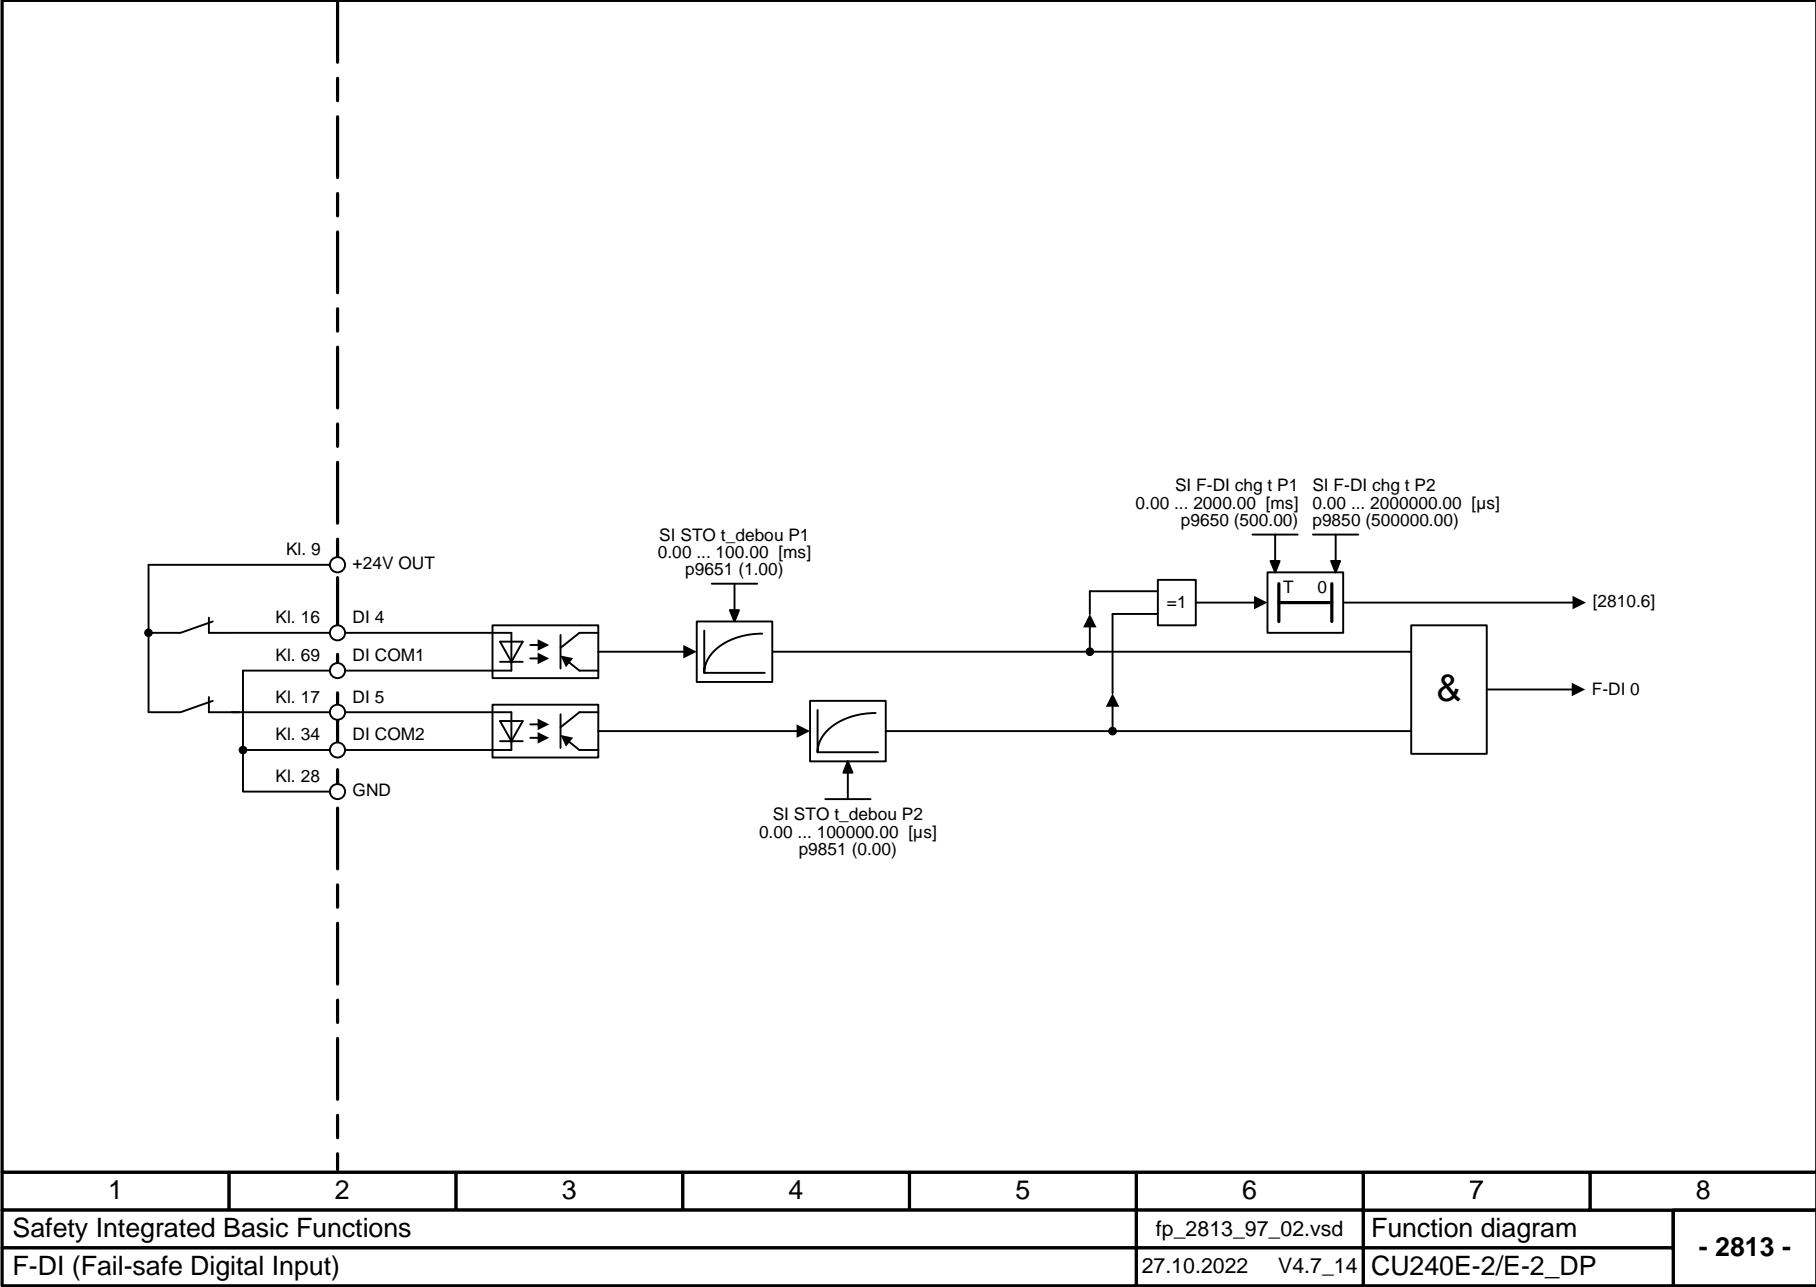 SI F-DI chg t P1 SI F-DI chg t P2
0.00 ... 2000.00 [ms] 0.00 ... 2000000.00 [µs]
p9650 (500.00) p9850 (500000.00)
SI STO t_debou P1
0.00 ... 100.00 [ms]
p9651 (1.00)
Kl. 9 +24V OUT
T 0
=1
[2810.6]
Kl. 16 DI 4
Kl. 69 DI COM1
Kl. 17 DI 5
&
F-DI 0
Kl. 34 DI COM2
Kl. 28 GND
SI STO t_debou P2
0.00 ... 100000.00 [µs]
p9851 (0.00)
1 2 3 4 5 6 7 8
Safety Integrated Basic Functions fp_2813_97_02.vsd Function diagram
- 2813 -
F-DI (Fail-safe Digital Input) 27.10.2022 V4.7_14 CU240E-2/E-2_DP